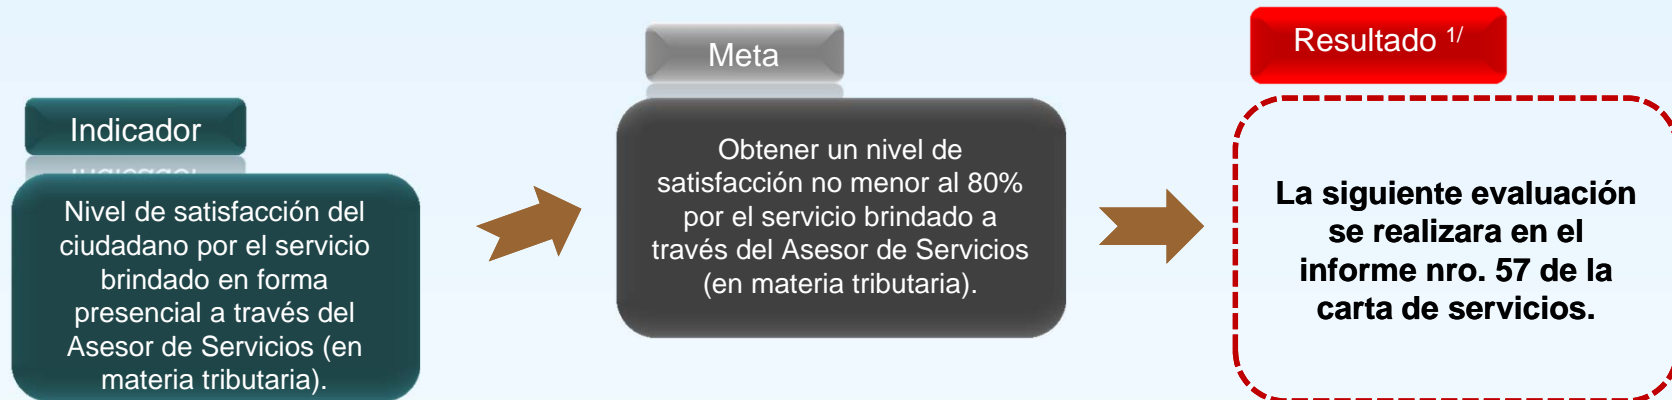 Indicador
Nivel de satisfacción del
ciudadano por el servicio
brindado en forma
presencial a través del
Asesor de Servicios (en
materia tributaria).
Meta
Obtener un nivel de
satisfacción no menor al 80%
por el servicio brindado a
través del Asesor de Servicios
(en materia tributaria).
Resultado 1/
La siguiente evaluación
se realizara en el
informe nro. 57 de la
carta de servicios.